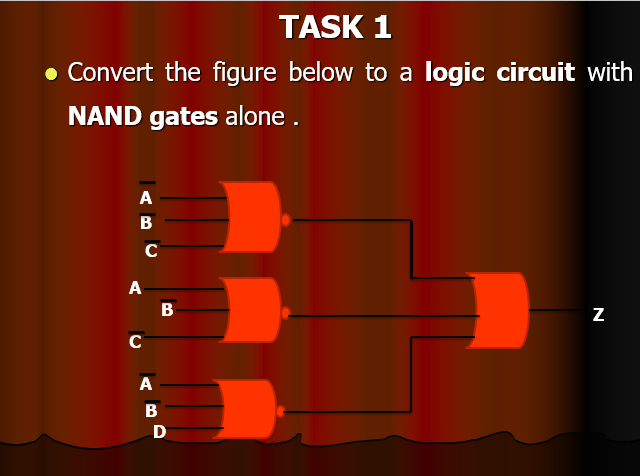 TASK 1
Convert the figure below to a logic circuit with
NAND gates alone .
A̅
B̅
C̅
A
B̅
C̅
Z
A̅
B̅
D